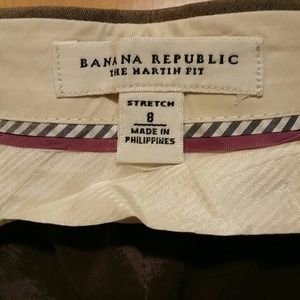 BANANA REPUBLIC
THE MARTIN FIT
STRETCH
8
MADE IN
PHILIPPINES